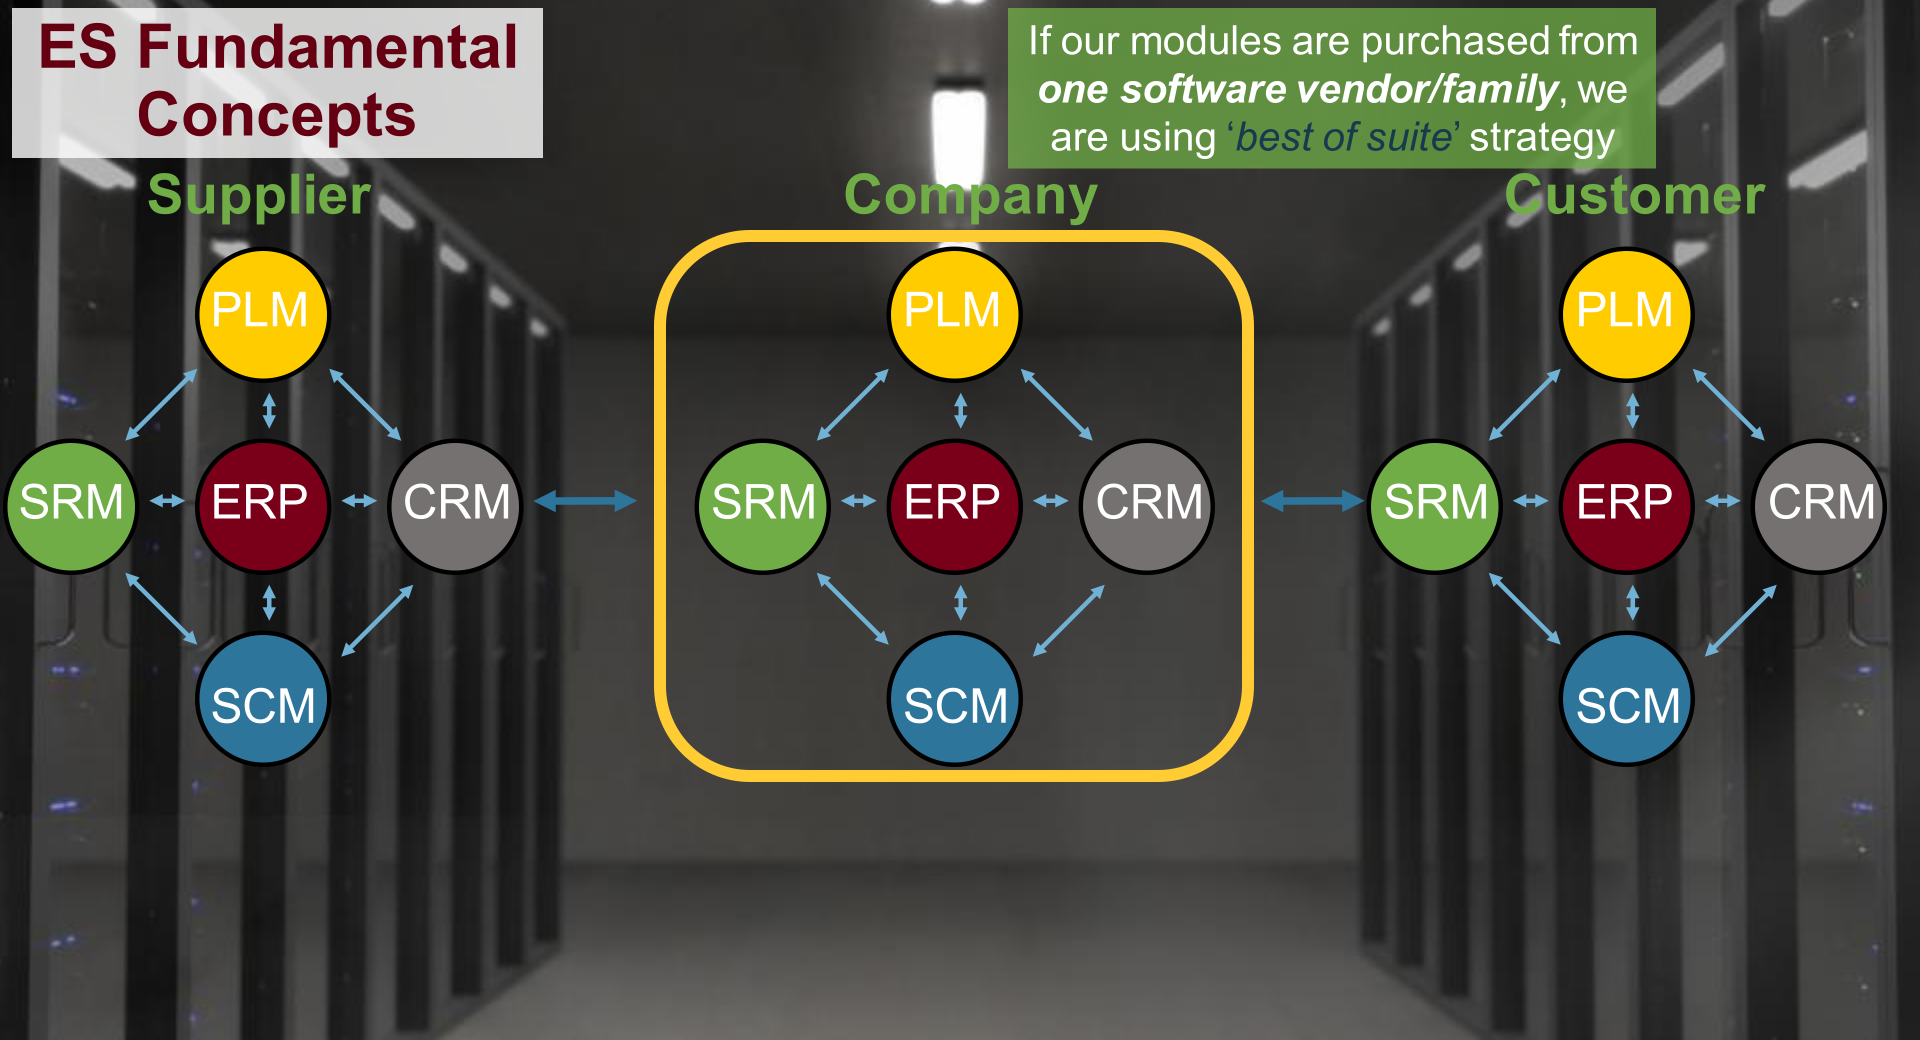 ES Fundamental
Concepts
If our modules are purchased from
one software vendor/family, we
are using ‘best of suite’ strategy
Supplier
Company
Customer
PLM
PLM
PLM
SRM
ERP
CRM
SRM
ERP
CRM
SRM
ERP
CRM
SCM
SCM
SCM